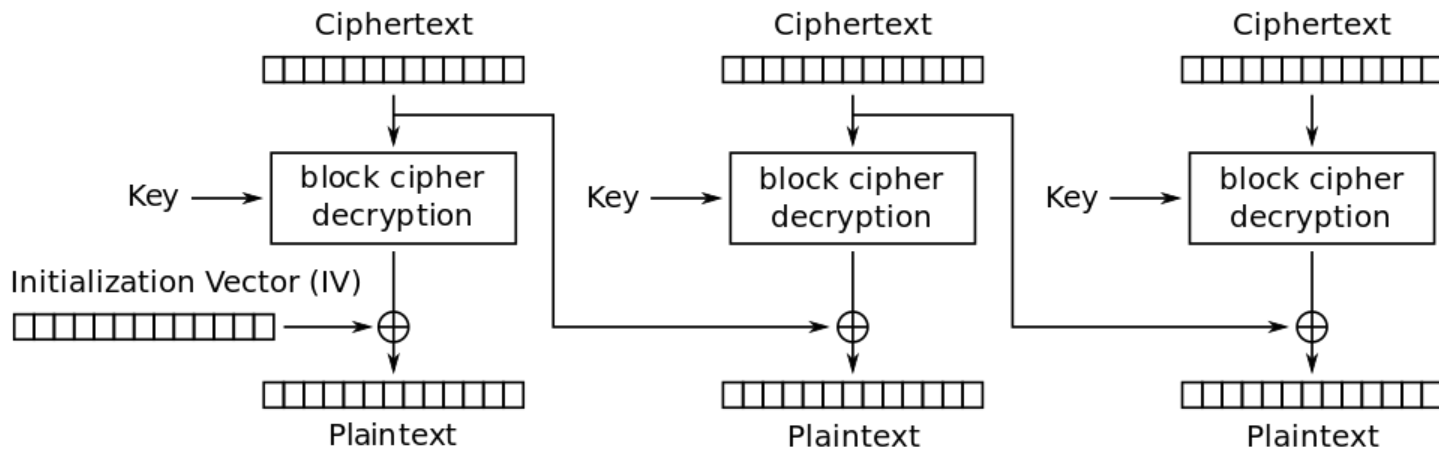 Ciphertext
Ciphertext
Ciphertext
Key
block cipher
decryption
Key
block cipher
decryption
Key
block cipher
decryption
Initialization Vector (IV)
Plaintext
Plaintext
Plaintext